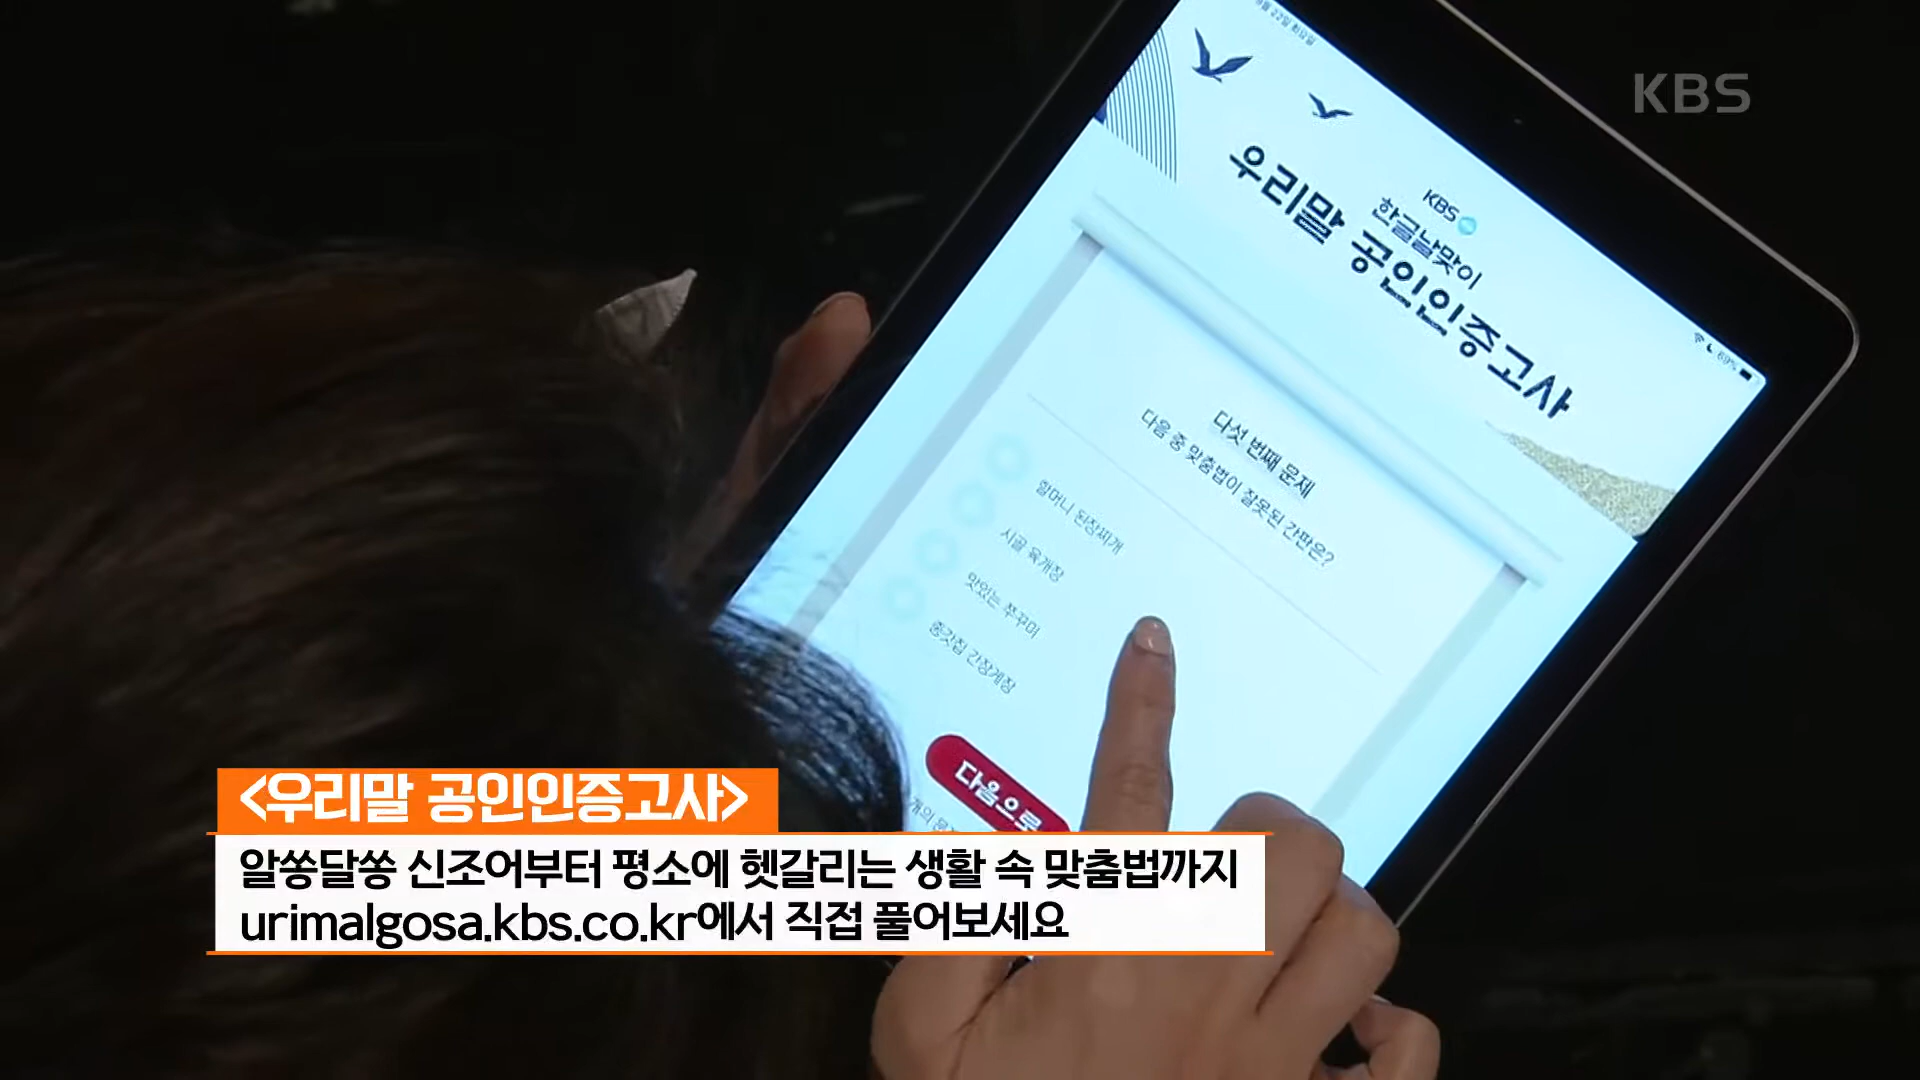 KBS
KBS
한글날맞이
우리말 공인인증고사
69%
다섯 번째 문제
다음 중 맞춤법이 잘못된 간판은?
할머니 된장찌개
시골 육개장
맛있는 쭈꾸미
중갓집 간장게장
다음으로
<우리말 공인인증고사>
알쏭달쏭 신조어부터 평소에 헷갈리는 생활 속 맞춤법까지
urimalgosa.kbs.co.kr에서 직접 풀어보세요